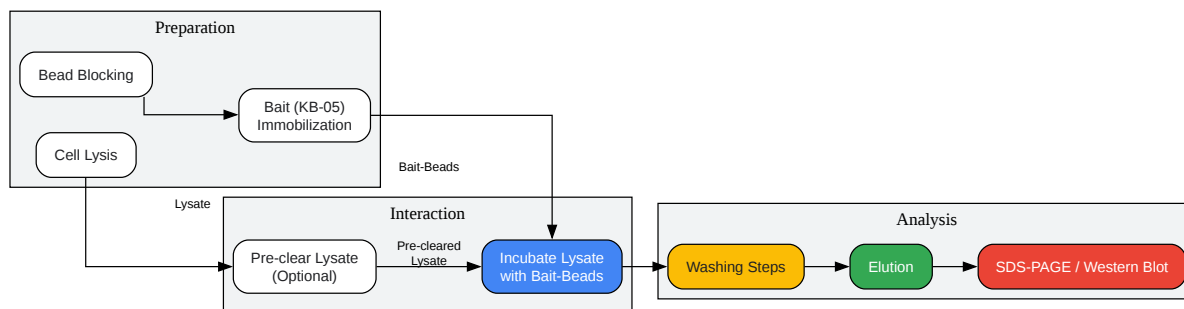 Preparation
Bead Blocking
Bait (KB-05)
Immobilization
Cell Lysis
Bait-Beads
Lysate
Interaction
Pre-clear Lysate
(Optional)
Pre-cleared
Lysate
Incubate Lysate
with Bait-Beads
Analysis
Washing Steps
Elution
SDS-PAGE / Western Blot